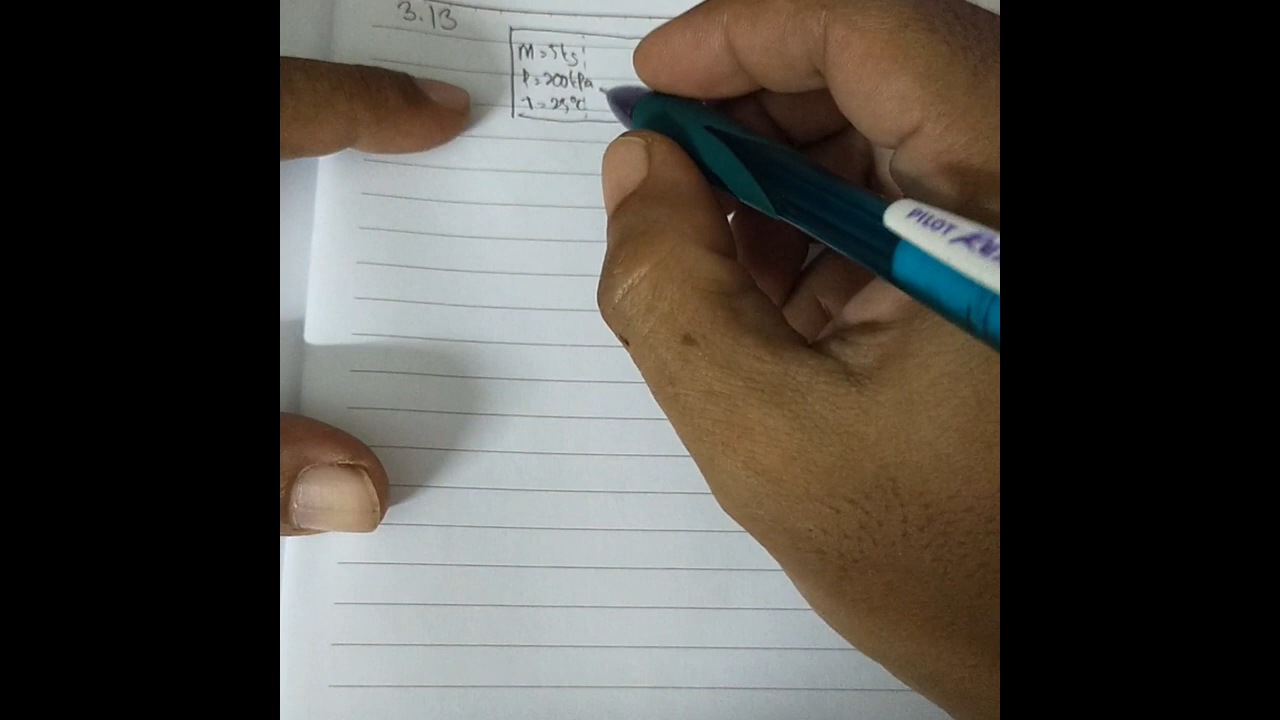 3.13
M = 5kg
P = 200kPa
T = 25°C
PILOT